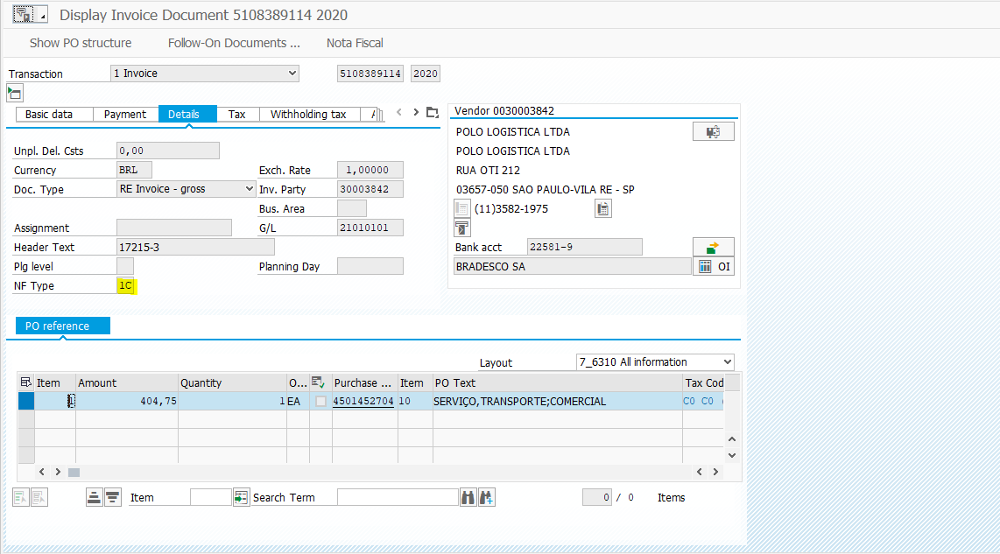 Display Invoice Document 5108389114 2020
Show PO structure Follow-On Documents ... Nota Fiscal
Transaction 1 Invoice 5108389114 2020
Basic data Payment Details Tax Withholding tax
Unpl. Del. Csts 0,00
Currency BRL Exch. Rate 1,00000
Doc. Type RE Invoice - gross Inv. Party 30003842
Bus. Area
Assignment G/L 21010101
Header Text 17215-3
Plg level Planning Day
NF Type 1C
Vendor 0030003842
POLO LOGISTICA LTDA
POLO LOGISTICA LTDA
RUA OTI 212
03657-050 SAO PAULO-VILA RE - SP
(11)3582-1975
Bank acct 22581-9
BRADESCO SA OI
PO reference
Layout 7_6310 All information
Item Amount Quantity O... Purchase ... Item PO Text Tax Cod
1 404,75 1 EA 4501452704 10 SERVIÇO,TRANSPORTE;COMERCIAL C0 C0
Item Search Term 0 / 0 Items